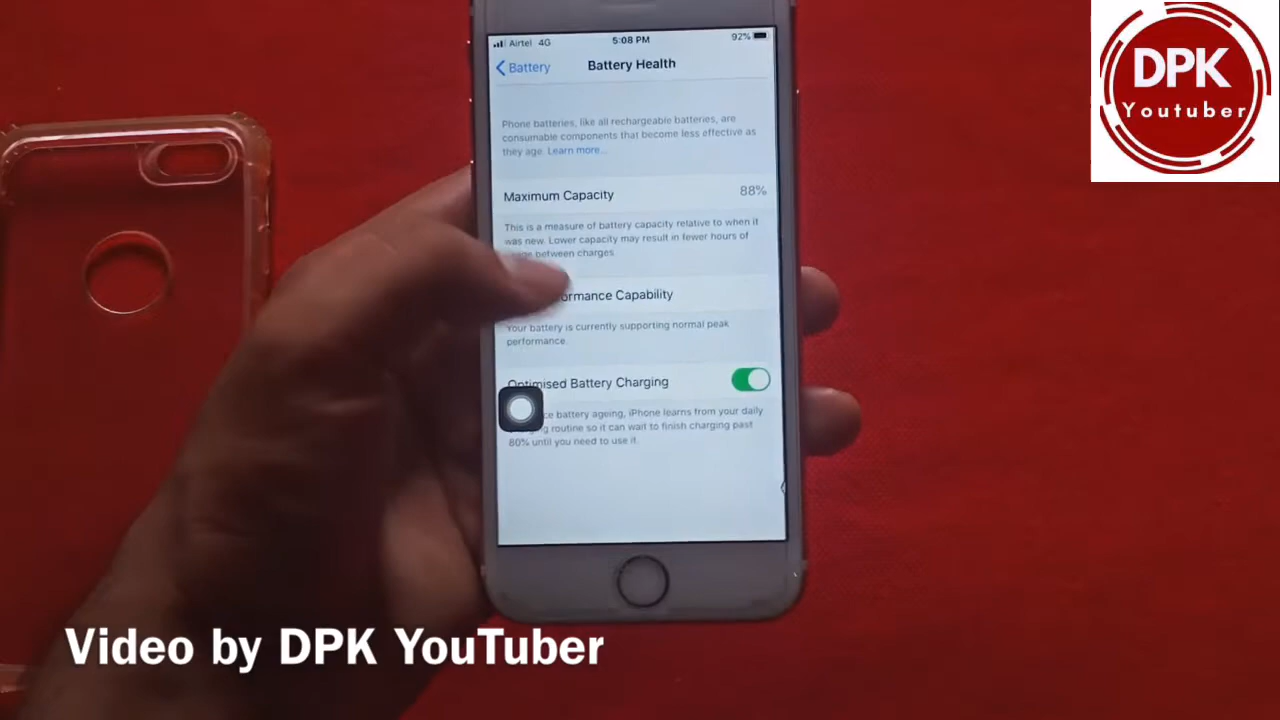 Airtel 4G 5:08 PM 92%
Battery Battery Health
Phone batteries, like all rechargeable batteries, are
consumable components that become less effective as
they age. Learn more...
Maximum Capacity 88%
This is a measure of battery capacity relative to when it
was new. Lower capacity may result in fewer hours of
between charges
Capability
Your battery is currently supporting normal peak
performance.
Optimised Battery Charging
battery ageing, iPhone learns from your daily
routine so it can wait to finish charging past
80% until you need to use it.
DPK
Youtuber
Video by DPK YouTuber